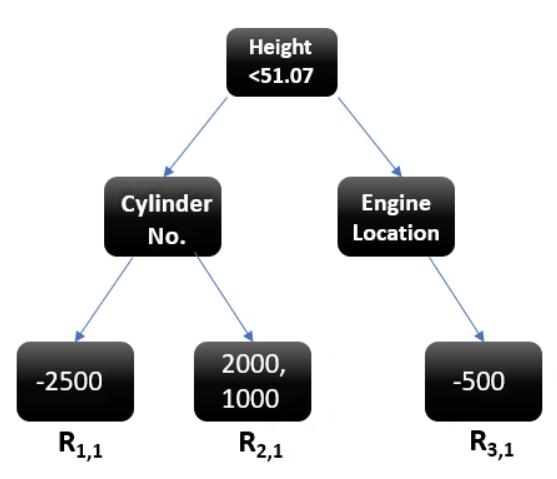 Height
<51.07
Cylinder
No.
Engine
Location
-2500
2000,
1000
-500
R1,1
R2,1
R3,1